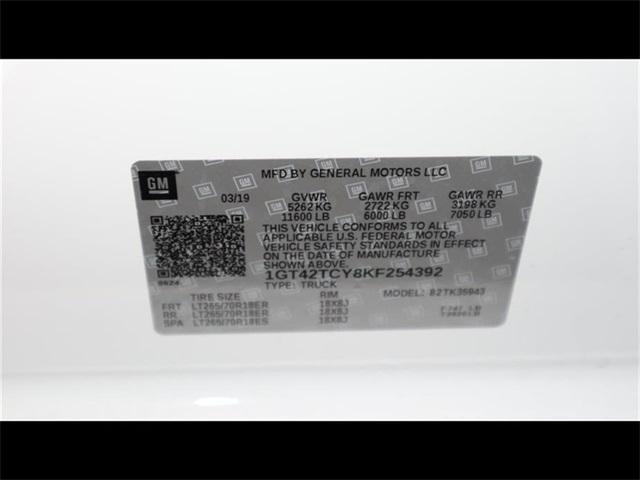 MFD BY GENERAL MOTORS LLC
GM
03/19 GVWR GAWR FRT GAWR RR
5262 KG 2722 KG 3198 KG
11600 LB 6000 LB 7050 LB
THIS VEHICLE CONFORMS TO ALL
APPLICABLE U.S. FEDERAL MOTOR
VEHICLE SAFETY STANDARDS IN EFFECT
ON THE DATE OF MANUFACTURE
SHOWN ABOVE.
1GT42TCY8KF254392
TYPE: TRUCK MODEL: 82TK35943
TIRE SIZE RIM
FRT LT265/70R18ER 18X8J
RR LT265/70R18ER 18X8J
SPA LT265/70R18ES 18X8J